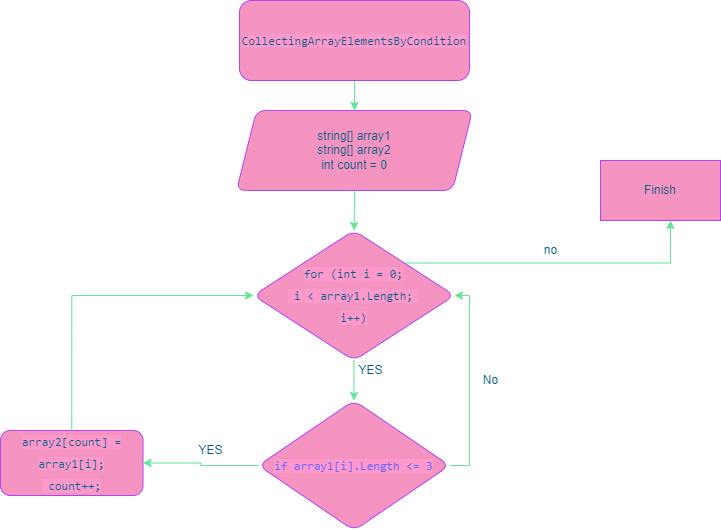 CollectingArrayElementsByCondition
string[] array1
string[] array2
int count = 0
Finish
no
for (int i = 0;
i < array1.Length;
i++)
YES
No
array2[count] =
array1[i];
count++;
YES
if array1[i].Length <= 3